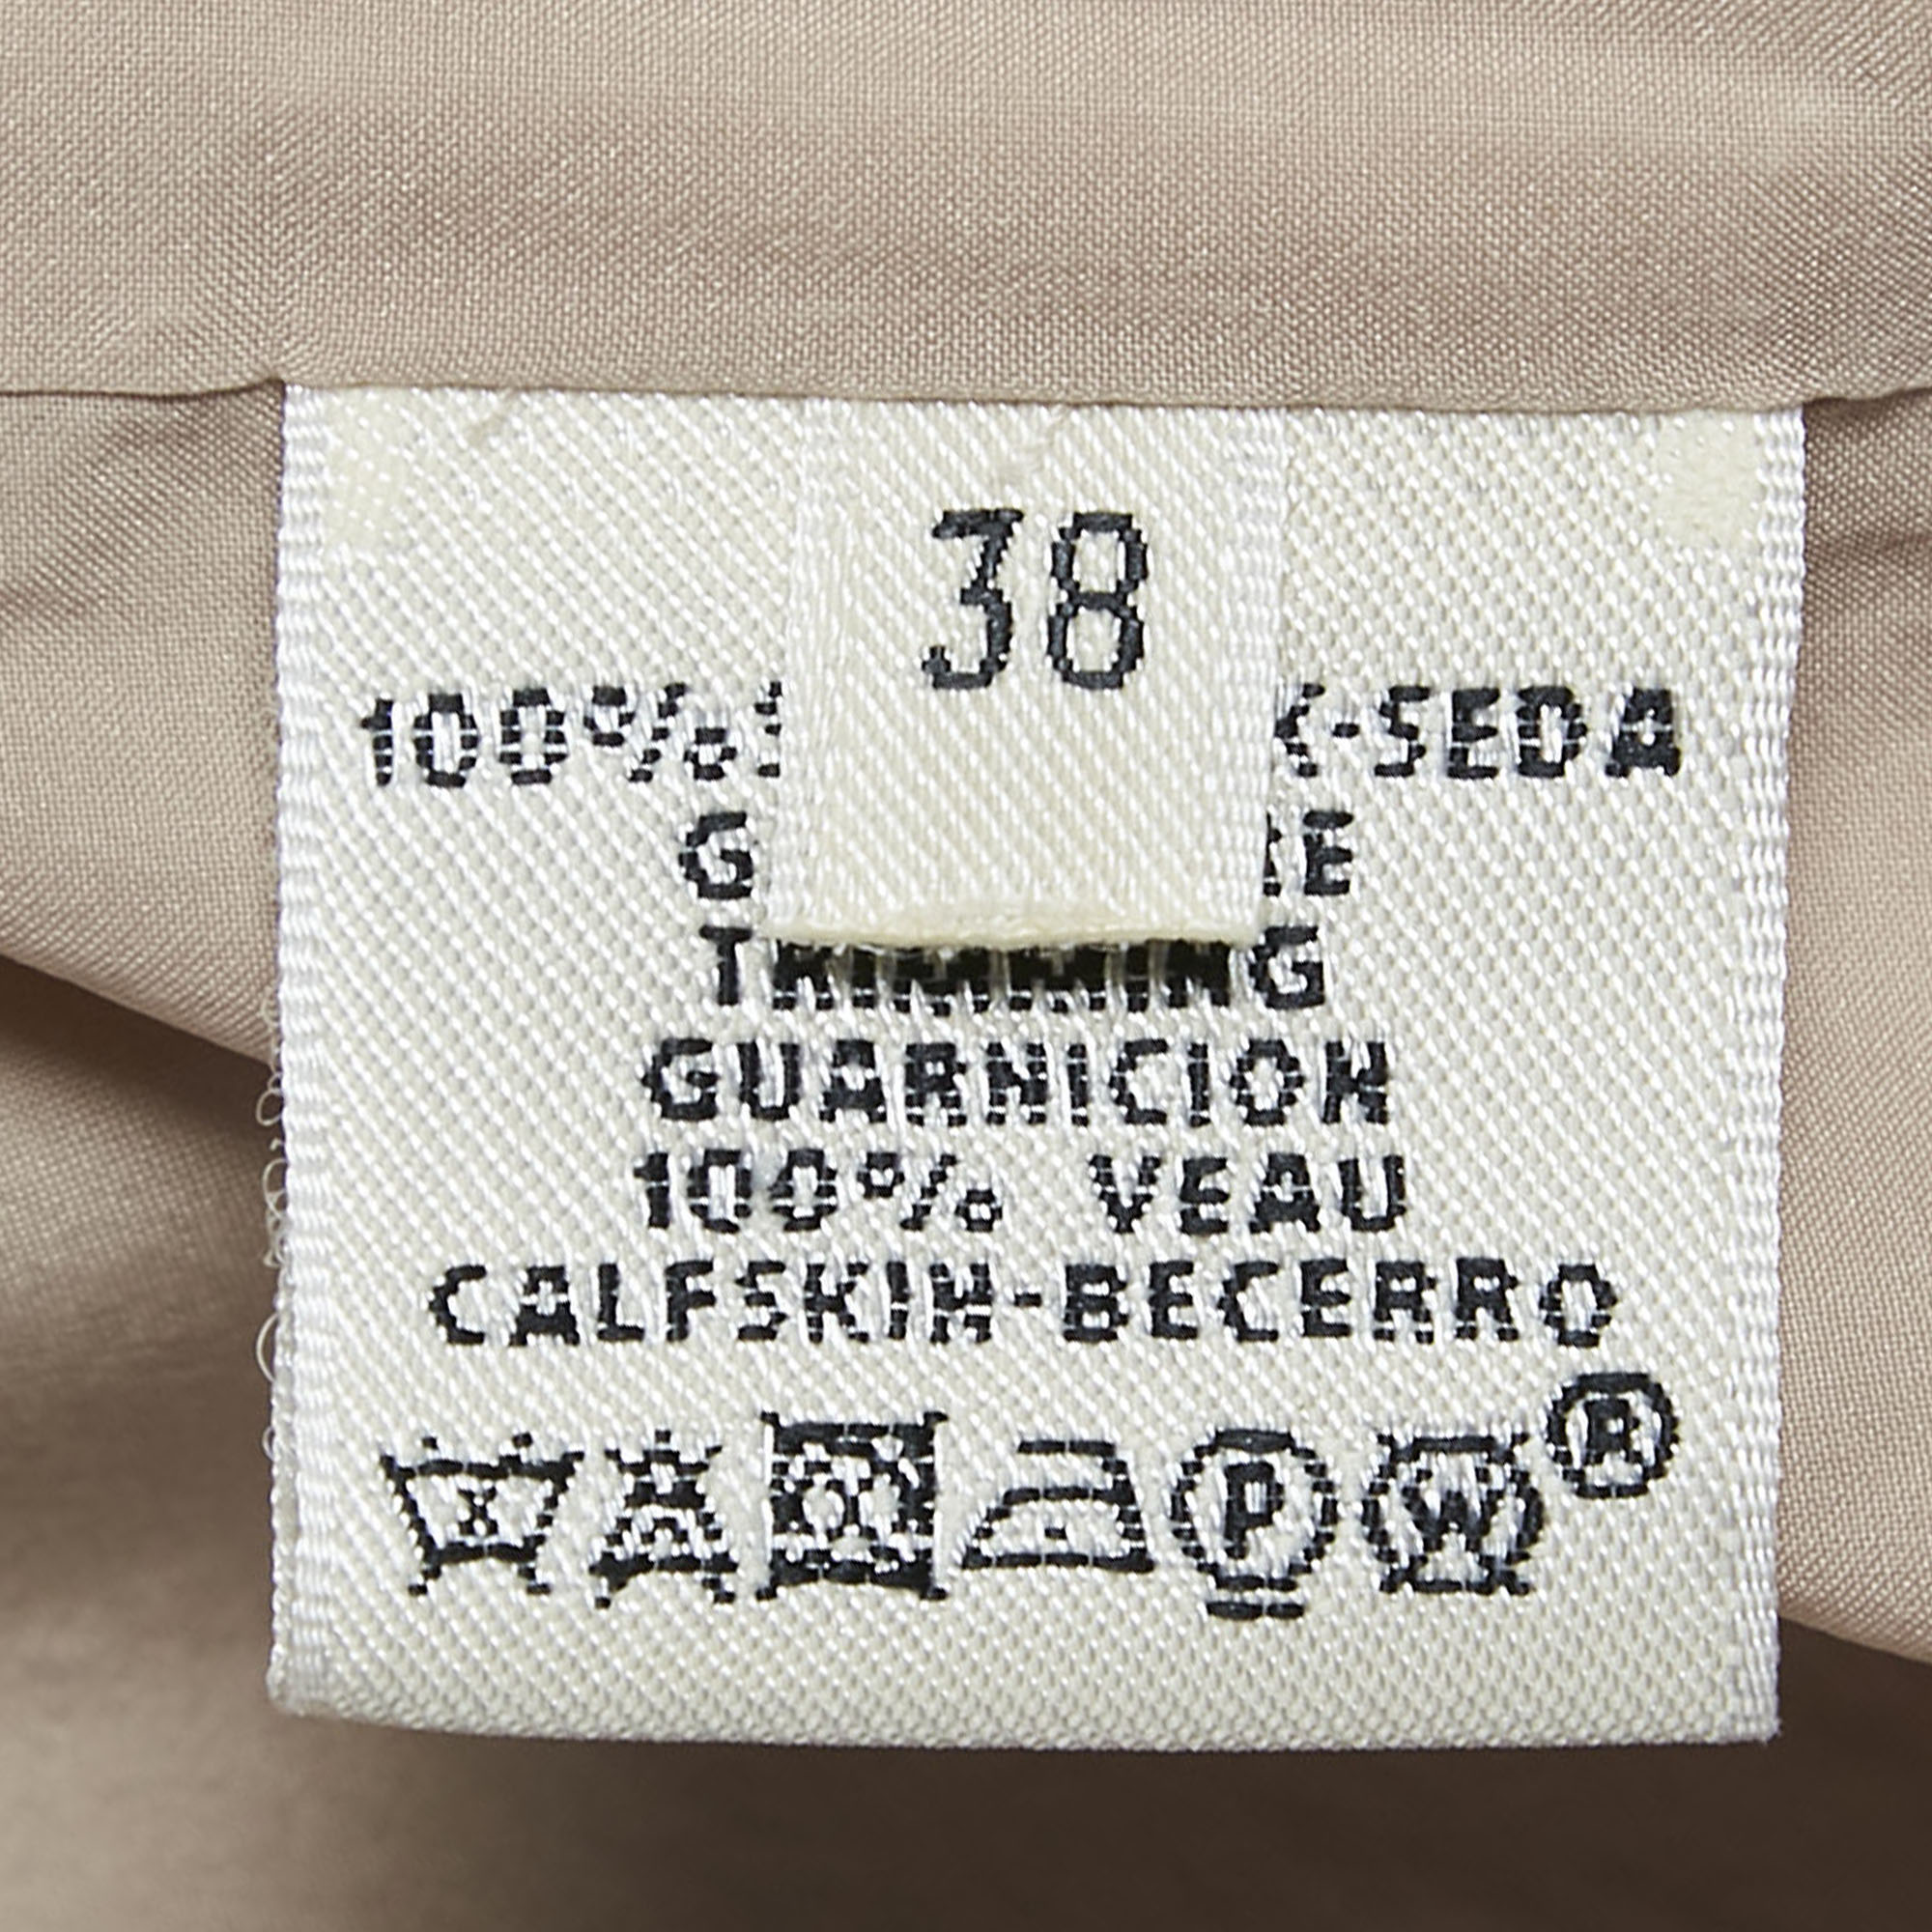 38
100%
-SEDA
TRIMMING
GUARNICION
100% VEAU
CALFSKIN-BECERRO
P W ®